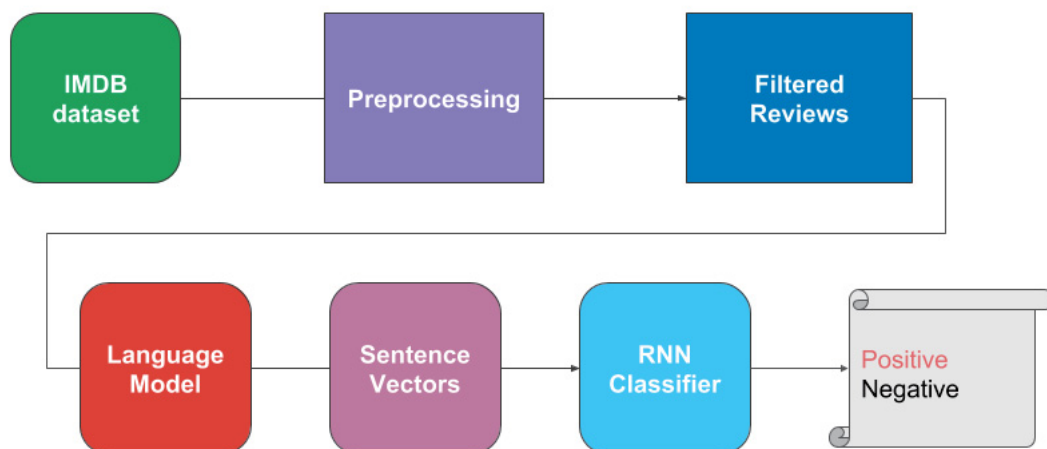 IMDB
dataset
Preprocessing
Filtered
Reviews
Language
Model
Sentence
Vectors
RNN
Classifier
Positive
Negative